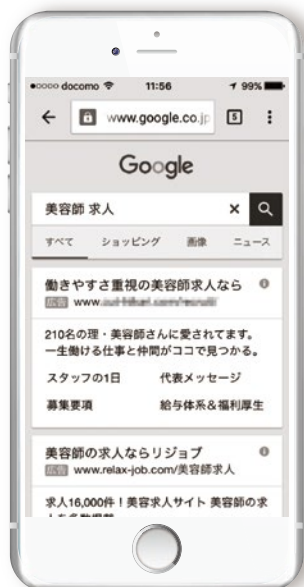 docomo 11:56 99%
www.google.co.jp 5
Google
美容師 求人 ×
すべて ショッピング 画像 ニュース
働きやすさ重視の美容師求人なら
広告 www.
210名の理・美容師さんに愛されてます。
一生働ける仕事と仲間がココで見つかる。
スタッフの1日 代表メッセージ
募集要項 給与体系&福利厚生
美容師の求人ならリジョブ
広告 www.relax-job.com/美容師求人
求人16,000件！美容求人サイト 美容師の求